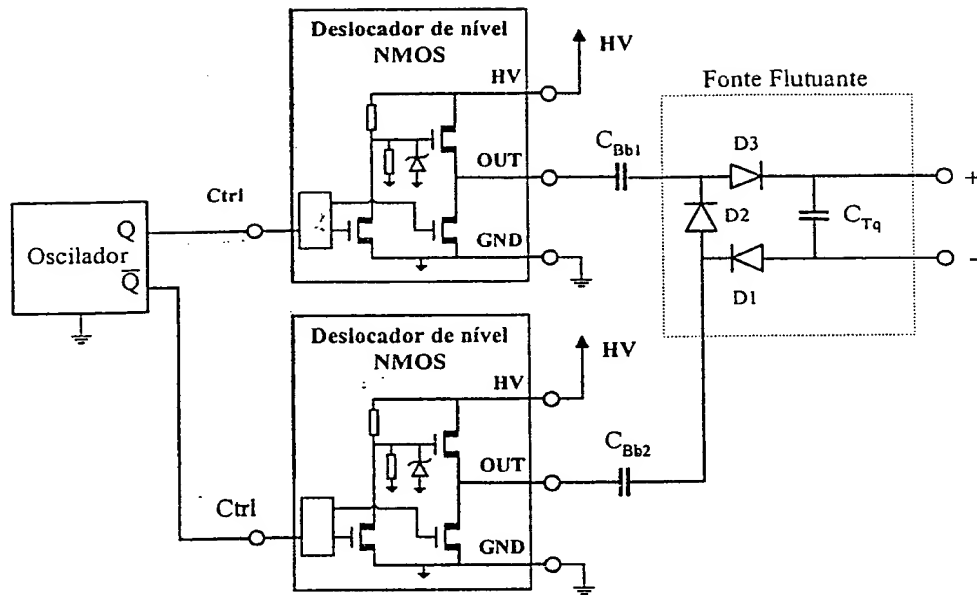 Deslocador de nível
NMOS
HV
HV
Fonte Flutuante
OUT
C_Bb1
D3
Ctrl
D2
C_Tq
+
Q
Oscilador
Q̅
GND
D1
-
Deslocador de nível
NMOS
HV
HV
OUT
C_Bb2
Ctrl
GND